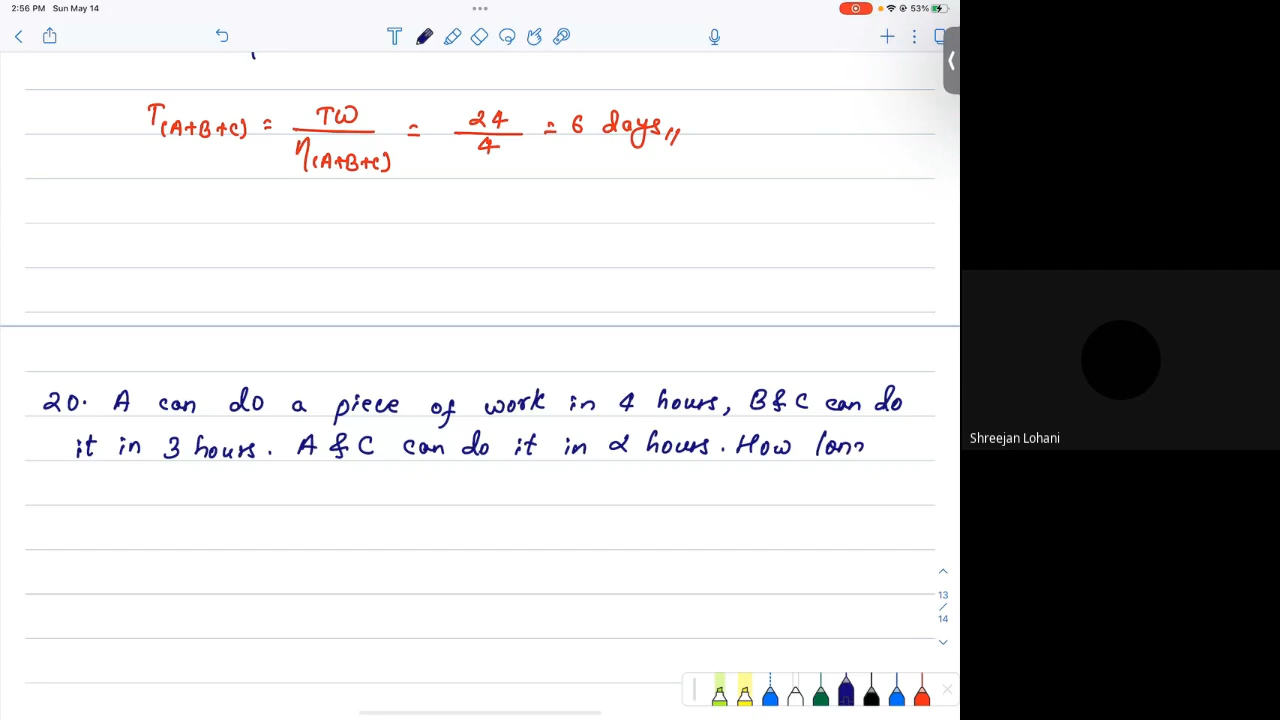 2:56 PM Sun May 14
53%
T(A+B+C) = TW / η(A+B+C) = 24 / 4 = 6 days,,
20. A can do a piece of work in 4 hours, B & C can do
it in 3 hours. A & C can do it in 2 hours. How lon
Shreejan Lohani
13
/
14